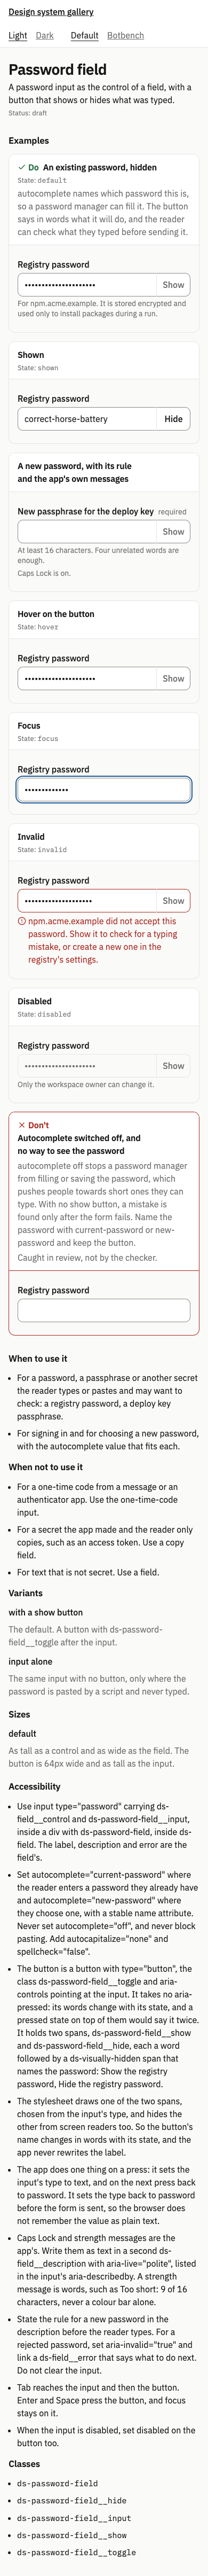 Design system gallery
Light Dark Default Botbench
Password field
A password input as the control of a field, with a
button that shows or hides what was typed.
Status: draft
Examples
Do An existing password, hidden
State: default
autocomplete names which password this is,
so a password manager can fill it. The button
says in words what it will do, and the reader
can check what they typed before sending it.
Registry password
•••••••••••••••••••• Show
For npm.acme.example. It is stored encrypted and
used only to install packages during a run.
Shown
State: shown
Registry password
correct-horse-battery Hide
A new password, with its rule
and the app's own messages
New passphrase for the deploy key required
Show
At least 16 characters. Four unrelated words are
enough.
Caps Lock is on.
Hover on the button
State: hover
Registry password
•••••••••••••••••••• Show
Focus
State: focus
Registry password
•••••••••••••
Invalid
State: invalid
Registry password
••••••••••••••••••• Show
npm.acme.example did not accept this
password. Show it to check for a typing
mistake, or create a new one in the
registry's settings.
Disabled
State: disabled
Registry password
•••••••••••••••••••• Show
Only the workspace owner can change it.
Don't
Autocomplete switched off, and
no way to see the password
autocomplete off stops a password manager
from filling or saving the password, which
pushes people towards short ones they can
type. With no show button, a mistake is
found only after the form fails. Name the
password with current-password or new-
password and keep the button.
Caught in review, not by the checker.
Registry password
When to use it
• For a password, a passphrase or another secret
the reader types or pastes and may want to
check: a registry password, a deploy key
passphrase.
• For signing in and for choosing a new password,
with the autocomplete value that fits each.
When not to use it
• For a one-time code from a message or an
authenticator app. Use the one-time-code
input.
• For a secret the app made and the reader only
copies, such as an access token. Use a copy
field.
• For text that is not secret. Use a field.
Variants
with a show button
The default. A button with ds-password-
field__toggle after the input.
input alone
The same input with no button, only where the
password is pasted by a script and never typed.
Sizes
default
As tall as a control and as wide as the field. The
button is 64px wide and as tall as the input.
Accessibility
• Use input type="password" carrying ds-
field__control and ds-password-field__input,
inside a div with ds-password-field, inside ds-
field. The label, description and error are the
field's.
• Set autocomplete="current-password" where
the reader enters a password they already have
and autocomplete="new-password" where
they choose one, with a stable name attribute.
Never set autocomplete="off", and never block
pasting. Add autocapitalize="none" and
spellcheck="false".
• The button is a button with type="button", the
class ds-password-field__toggle and aria-
controls pointing at the input. It takes no aria-
pressed: its words change with its state, and a
pressed state on top of them would say it twice.
It holds two spans, ds-password-field__show
and ds-password-field__hide, each a word
followed by a ds-visually-hidden span that
names the password: Show the registry
password, Hide the registry password.
• The stylesheet draws one of the two spans,
chosen from the input's type, and hides the
other from screen readers too. So the button's
name changes in words with its state, and the
app never rewrites the label.
• The app does one thing on a press: it sets the
input's type to text, and on the next press back
to password. It sets the type back to password
before the form is sent, so the browser does
not remember the value as plain text.
• Caps Lock and strength messages are the
app's. Write them as text in a second ds-
field__description with aria-live="polite", listed
in the input's aria-describedby. A strength
message is words, such as Too short: 9 of 16
characters, never a colour bar alone.
• State the rule for a new password in the
description before the reader types. For a
rejected password, set aria-invalid="true" and
link a ds-field__error that says what to do next.
Do not clear the input.
• Tab reaches the input and then the button.
Enter and Space press the button, and focus
stays on it.
• When the input is disabled, set disabled on the
button too.
Classes
• ds-password-field
• ds-password-field__hide
• ds-password-field__input
• ds-password-field__show
• ds-password-field__toggle